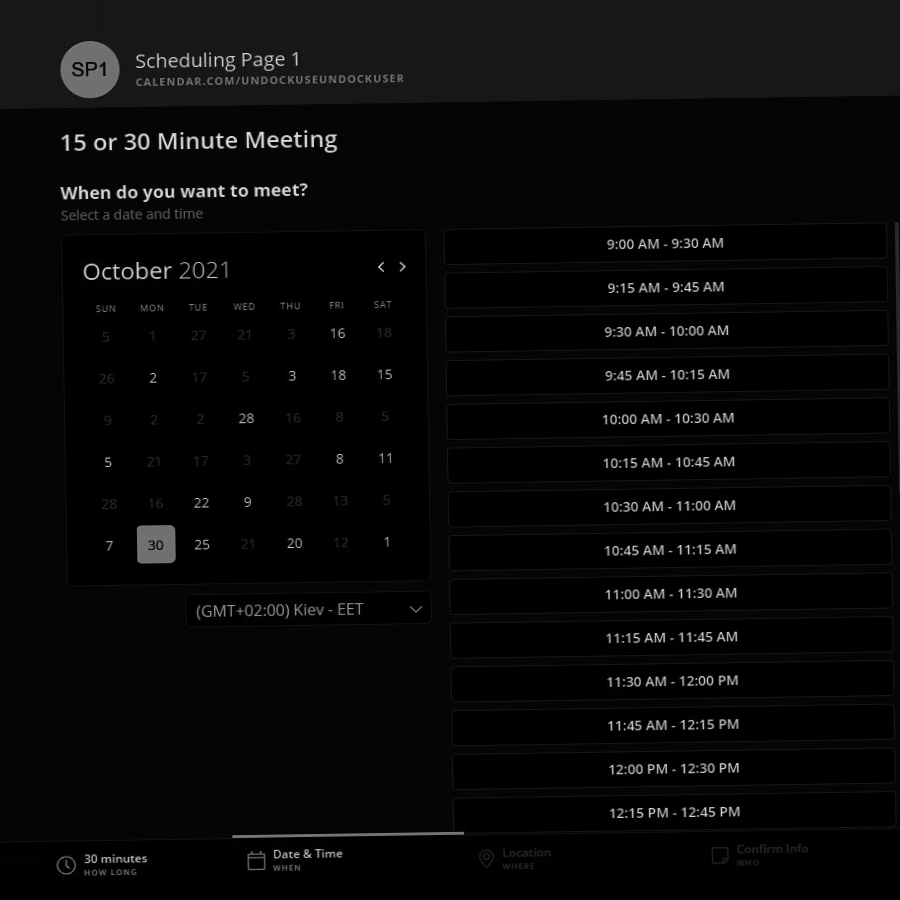 SP1
Scheduling Page 1
CALENDAR.COM/UNDOCKUSEUNDOCKUSER
15 or 30 Minute Meeting
When do you want to meet?
Select a date and time
October 2021
SUN MON TUE WED THU FRI SAT
5 1 27 21 3 16 18
26 2 17 5 3 18 15
9 2 2 28 16 8 5
5 21 17 3 27 8 11
28 16 22 9 28 13 5
7 30 25 21 20 12 1
(GMT+02:00) Kiev - EET
9:00 AM - 9:30 AM
9:15 AM - 9:45 AM
9:30 AM - 10:00 AM
9:45 AM - 10:15 AM
10:00 AM - 10:30 AM
10:15 AM - 10:45 AM
10:30 AM - 11:00 AM
10:45 AM - 11:15 AM
11:00 AM - 11:30 AM
11:15 AM - 11:45 AM
11:30 AM - 12:00 PM
11:45 AM - 12:15 PM
12:00 PM - 12:30 PM
12:15 PM - 12:45 PM
30 minutes
HOW LONG
Date & Time
WHEN
Location
WHERE
Confirm Info
WHO